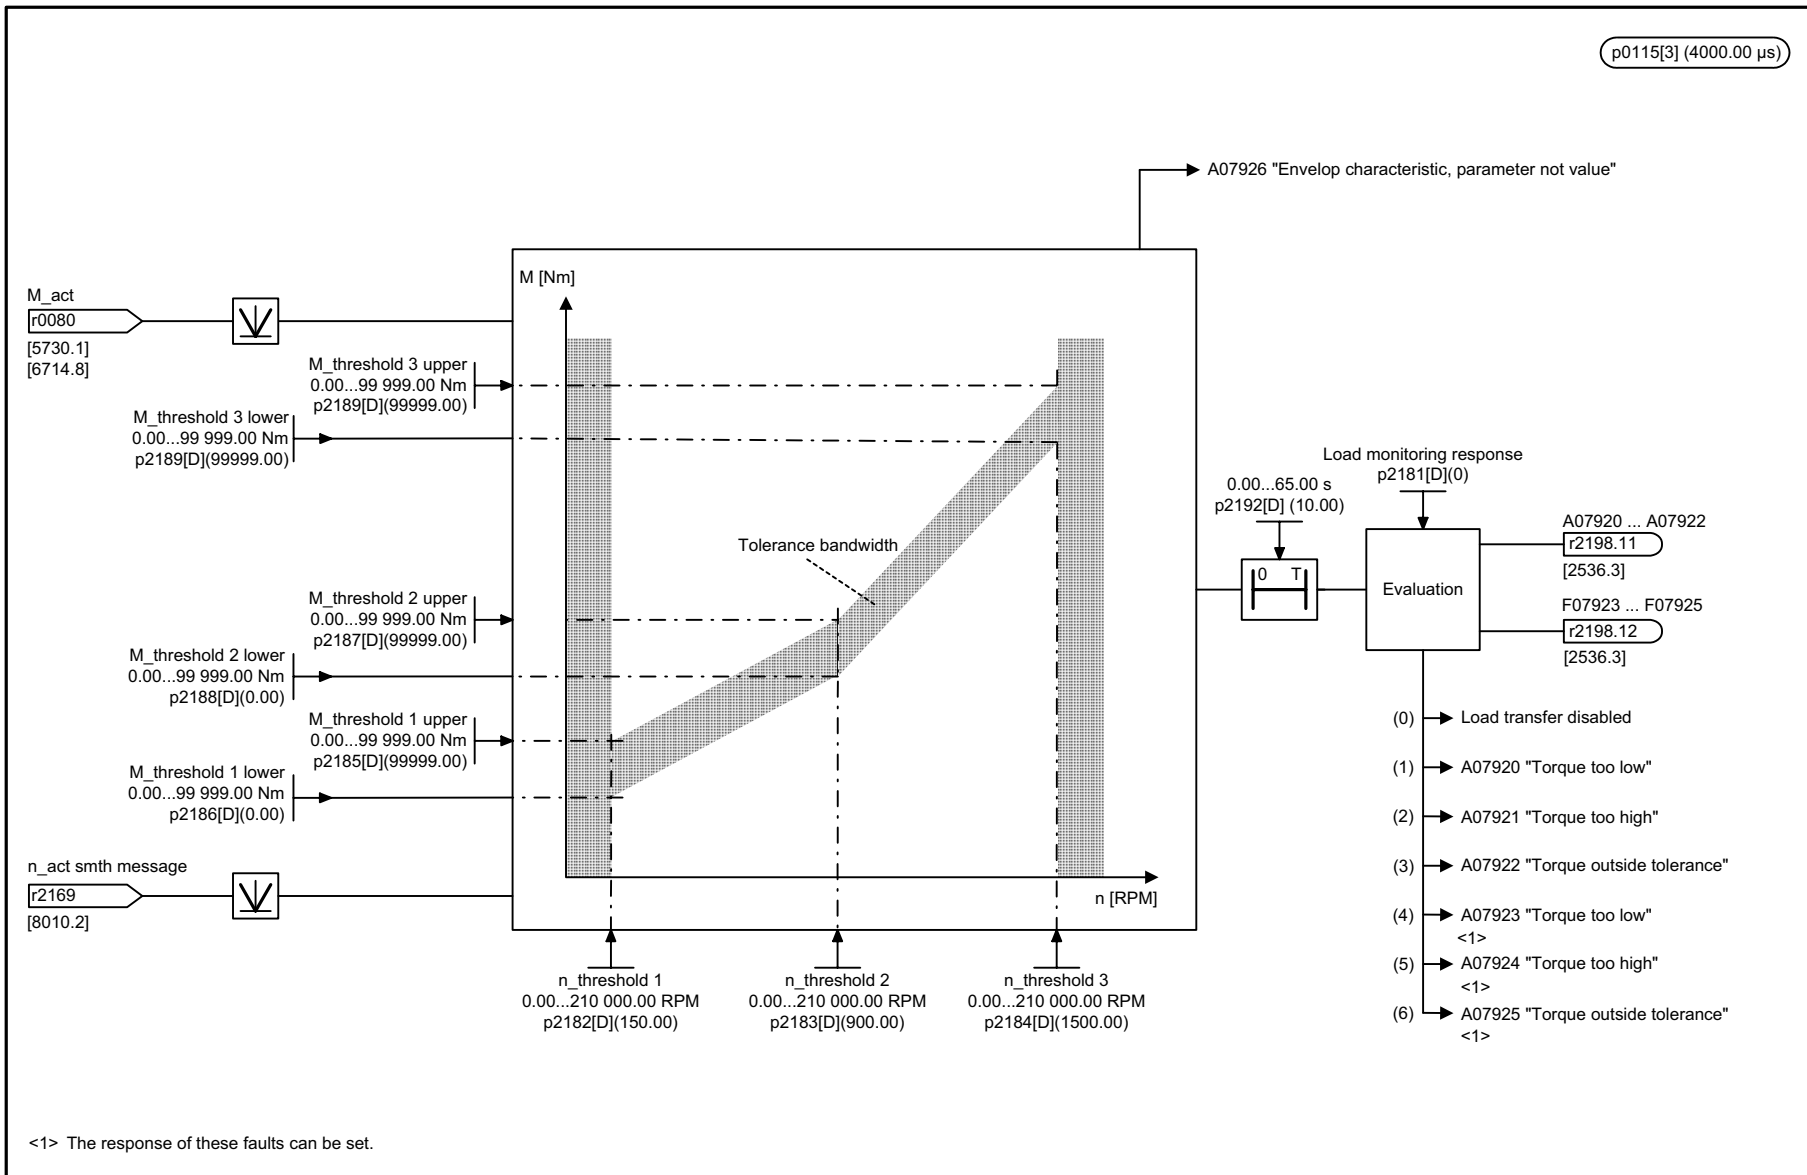 p0115[3] (4000.00 µs)
A07926 "Envelop characteristic, parameter not value"
M_act
r0080
[5730.1]
[6714.8]
M_threshold 3 upper
0.00...99 999.00 Nm
p2189[D](99999.00)
M_threshold 3 lower
0.00...99 999.00 Nm
p2189[D](99999.00)
M_threshold 2 upper
0.00...99 999.00 Nm
p2187[D](99999.00)
M_threshold 2 lower
0.00...99 999.00 Nm
p2188[D](0.00)
M_threshold 1 upper
0.00...99 999.00 Nm
p2185[D](99999.00)
M_threshold 1 lower
0.00...99 999.00 Nm
p2186[D](0.00)
n_act smth message
r2169
[8010.2]
M [Nm]
Tolerance bandwidth
n [RPM]
n_threshold 1
0.00...210 000.00 RPM
p2182[D](150.00)
n_threshold 2
0.00...210 000.00 RPM
p2183[D](900.00)
n_threshold 3
0.00...210 000.00 RPM
p2184[D](1500.00)
0.00...65.00 s
p2192[D] (10.00)
0 T
Load monitoring response
p2181[D](0)
Evaluation
A07920 ... A07922
r2198.11
[2536.3]
F07923 ... F07925
r2198.12
[2536.3]
(0) Load transfer disabled
(1) A07920 "Torque too low"
(2) A07921 "Torque too high"
(3) A07922 "Torque outside tolerance"
(4) A07923 "Torque too low"
<1>
(5) A07924 "Torque too high"
<1>
(6) A07925 "Torque outside tolerance"
<1>
<1> The response of these faults can be set.